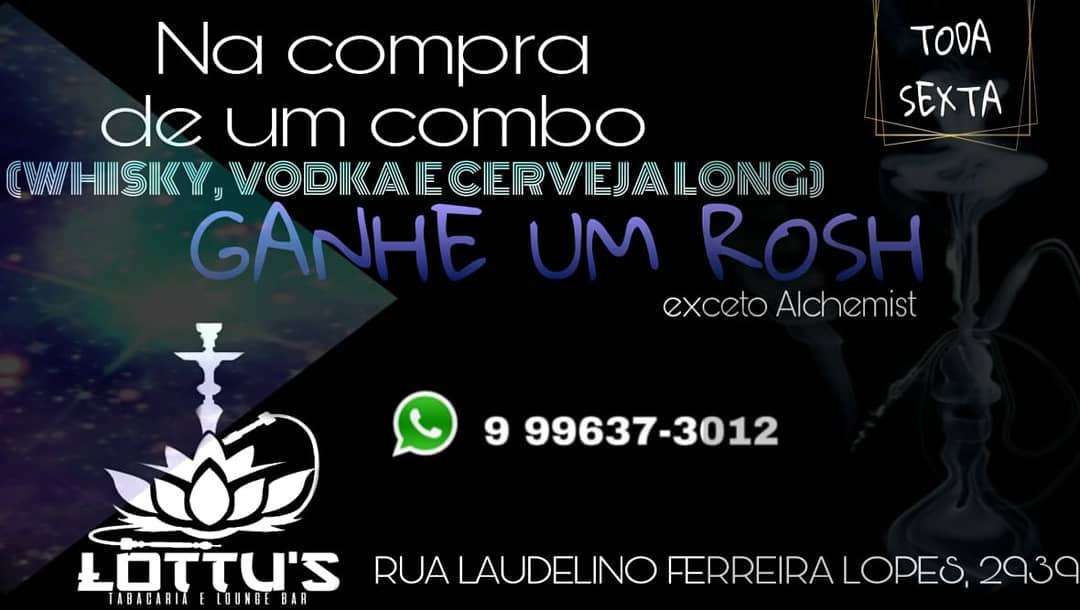 Na compra
de um combo
(WHISKY, VODKA E CERVEJA LONG)
GANHE UM ROSH
exceto Alchemist
TODA
SEXTA
9 99637-3012
LOTTU'S
TABACARIA E LOUNGE BAR
RUA LAUDELINO FERREIRA LOPES, 2939